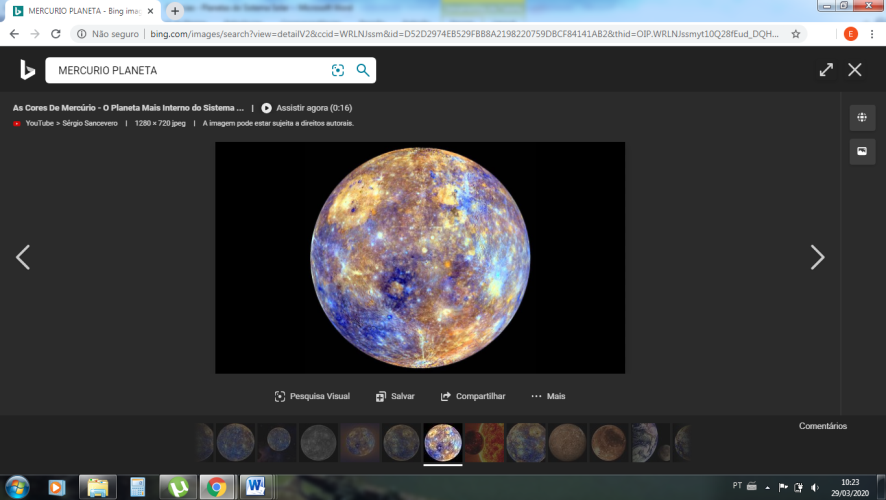 MERCURIO PLANETA - Bing imag
Não seguro | bing.com/images/search?view=detailV2&ccid=WRLNJssm&id=D52D2974EB529FBB8A2198220759DBCF84141AB2&thid=OIP.WRLNJssmyt10Q28fEud_DQH...
E
MERCURIO PLANETA
As Cores De Mercúrio - O Planeta Mais Interno do Sistema ... | Assistir agora (0:16)
YouTube > Sérgio Sancevero | 1280 × 720 jpeg | A imagem pode estar sujeita a direitos autorais.
Pesquisa Visual Salvar Compartilhar Mais
Comentários
PT 10:23
29/03/2020